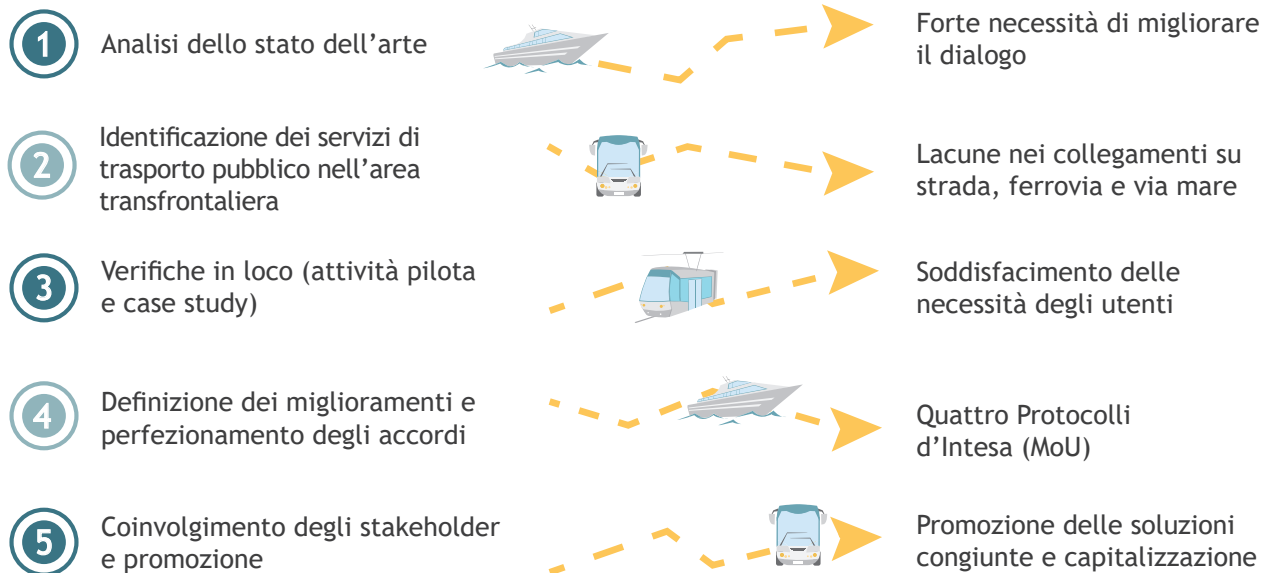 1
Analisi dello stato dell’arte
Forte necessità di migliorare
il dialogo
2
Identificazione dei servizi di
trasporto pubblico nell’area
transfrontaliera
Lacune nei collegamenti su
strada, ferrovia e via mare
3
Verifiche in loco (attività pilota
e case study)
Soddisfacimento delle
necessità degli utenti
4
Definizione dei miglioramenti e
perfezionamento degli accordi
Quattro Protocolli
d’Intesa (MoU)
5
Coinvolgimento degli stakeholder
e promozione
Promozione delle soluzioni
congiunte e capitalizzazione